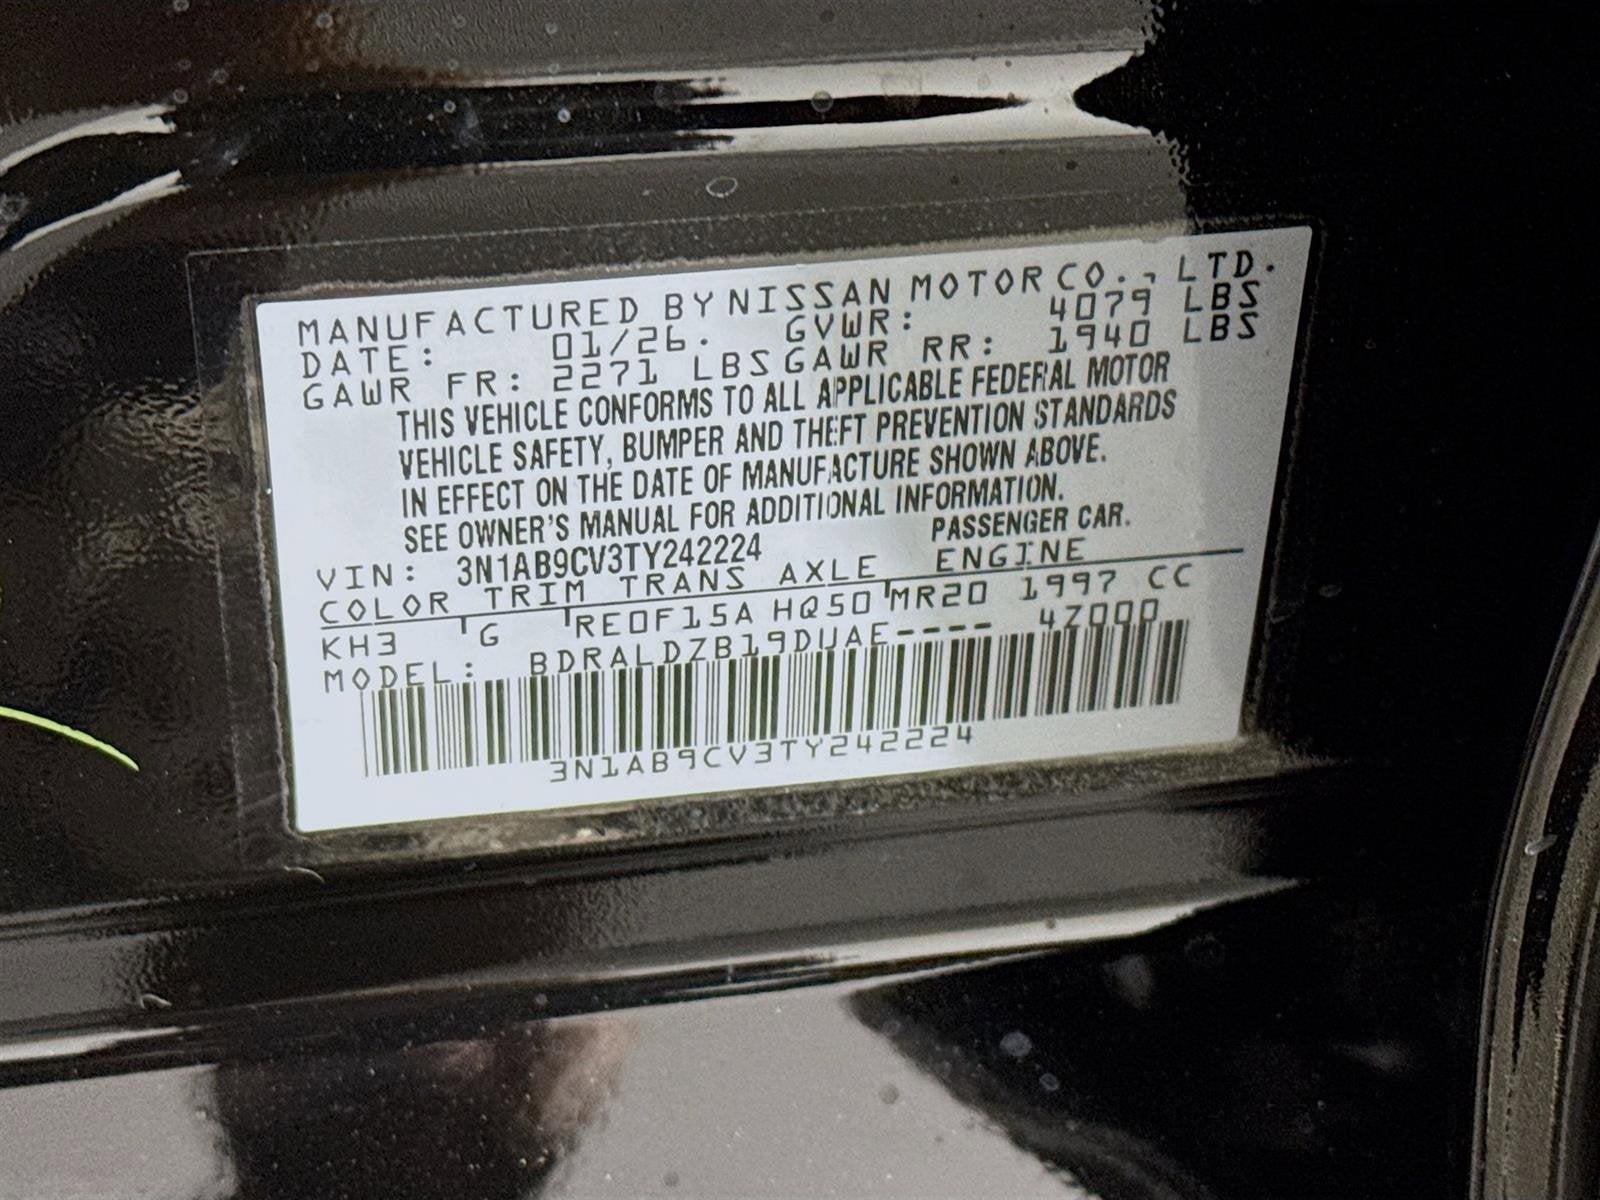 MANUFACTURED BY NISSAN MOTOR CO., LTD.
DATE: 01/26. GVWR: 4079 LBS
GAWR FR: 2271 LBS GAWR RR: 1940 LBS
THIS VEHICLE CONFORMS TO ALL APPLICABLE FEDERAL MOTOR
VEHICLE SAFETY, BUMPER AND THEFT PREVENTION STANDARDS
IN EFFECT ON THE DATE OF MANUFACTURE SHOWN ABOVE.
SEE OWNER'S MANUAL FOR ADDITIONAL INFORMATION.
VIN: 3N1AB9CV3TY242224 PASSENGER CAR.
COLOR TRIM TRANS AXLE ENGINE
KH3 G RE0F15A HQ50 MR20 1997 CC
MODEL: BDRALDZB19DUAE---- 4Z000
3N1AB9CV3TY242224